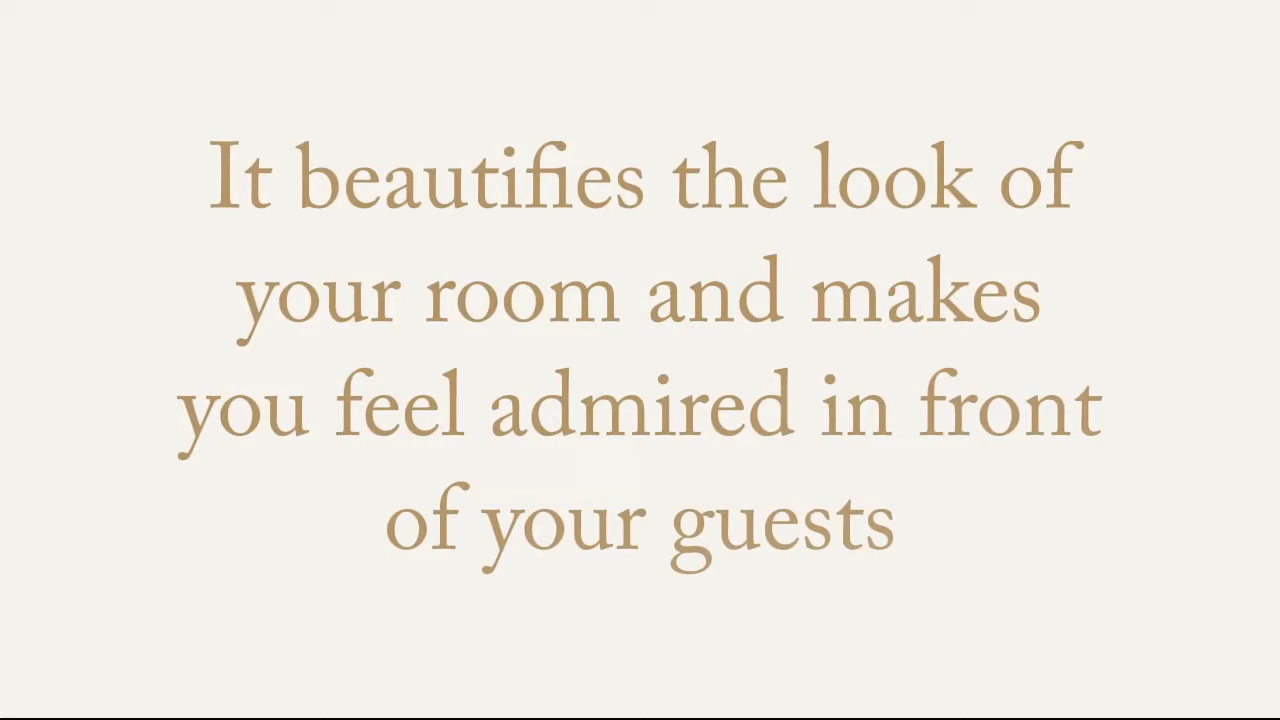 It beautifies the look of
your room and makes
you feel admired in front
of your guests